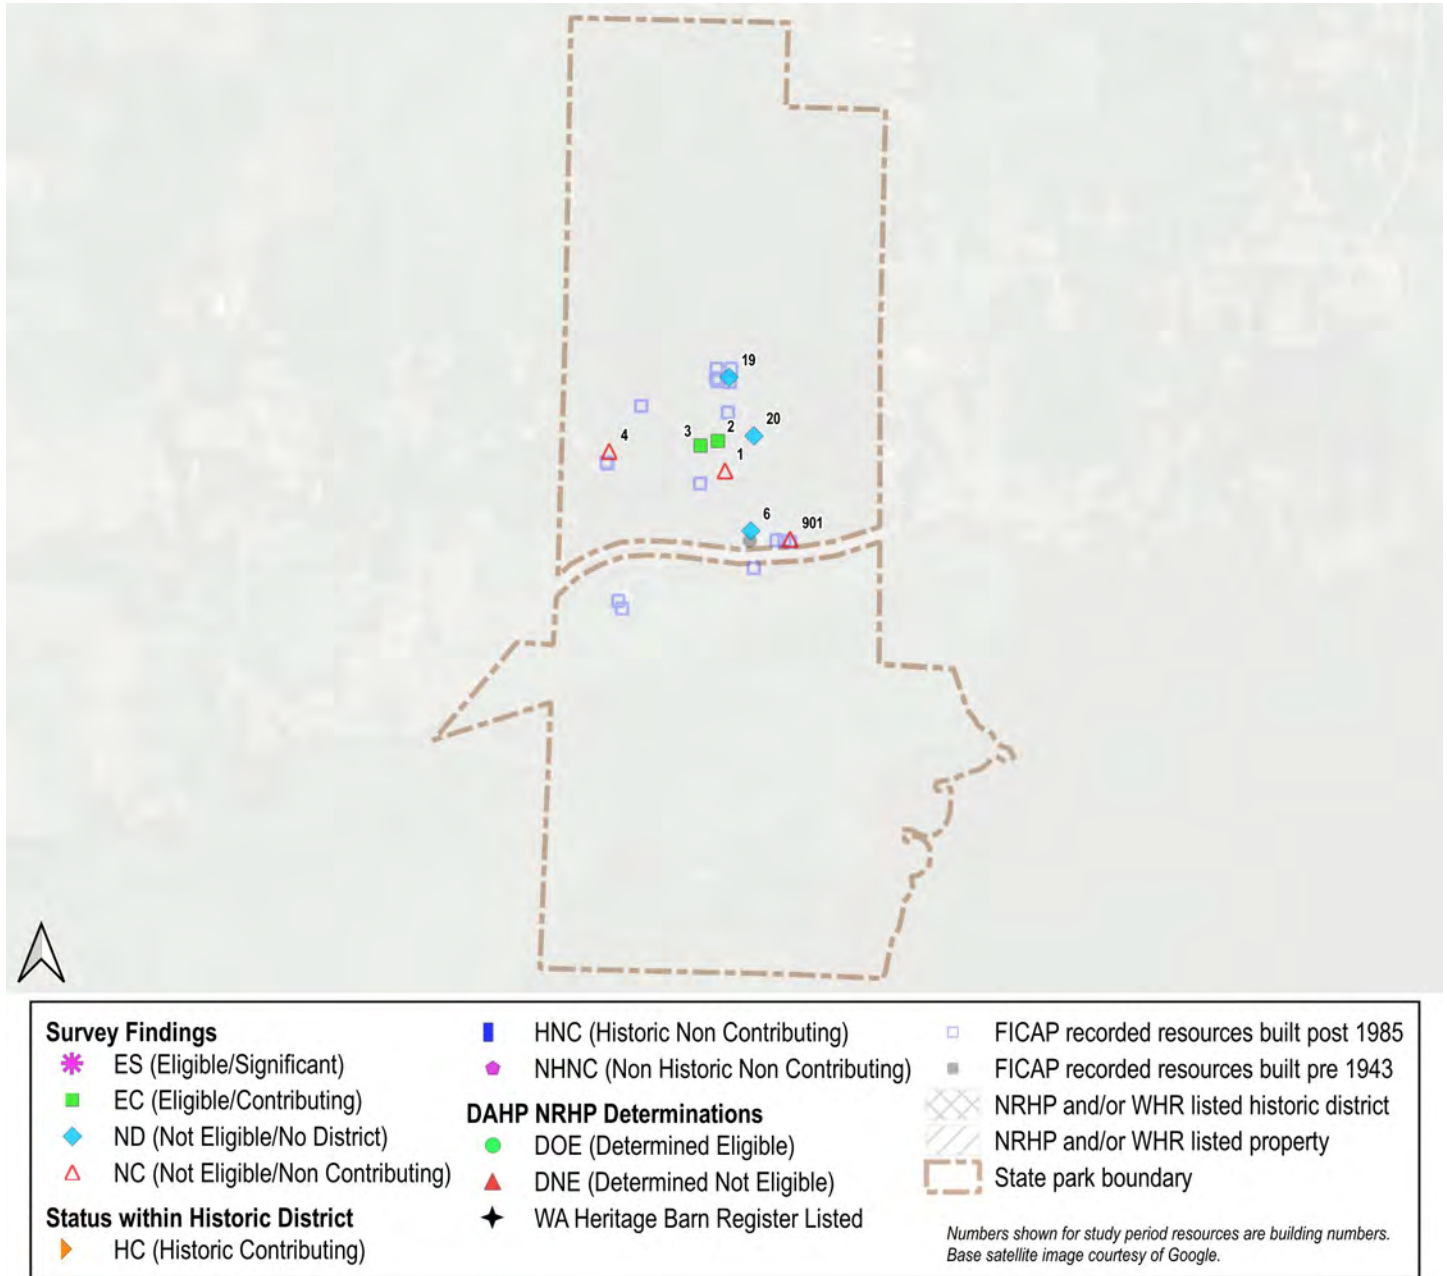 19
20
2
3
4
1
6
901
Survey Findings
ES (Eligible/Significant)
EC (Eligible/Contributing)
ND (Not Eligible/No District)
NC (Not Eligible/Non Contributing)
Status within Historic District
HC (Historic Contributing)
HNC (Historic Non Contributing)
NHNC (Non Historic Non Contributing)
DAHP NRHP Determinations
DOE (Determined Eligible)
DNE (Determined Not Eligible)
WA Heritage Barn Register Listed
FICAP recorded resources built post 1985
FICAP recorded resources built pre 1943
NRHP and/or WHR listed historic district
NRHP and/or WHR listed property
State park boundary
Numbers shown for study period resources are building numbers.
Base satellite image courtesy of Google.